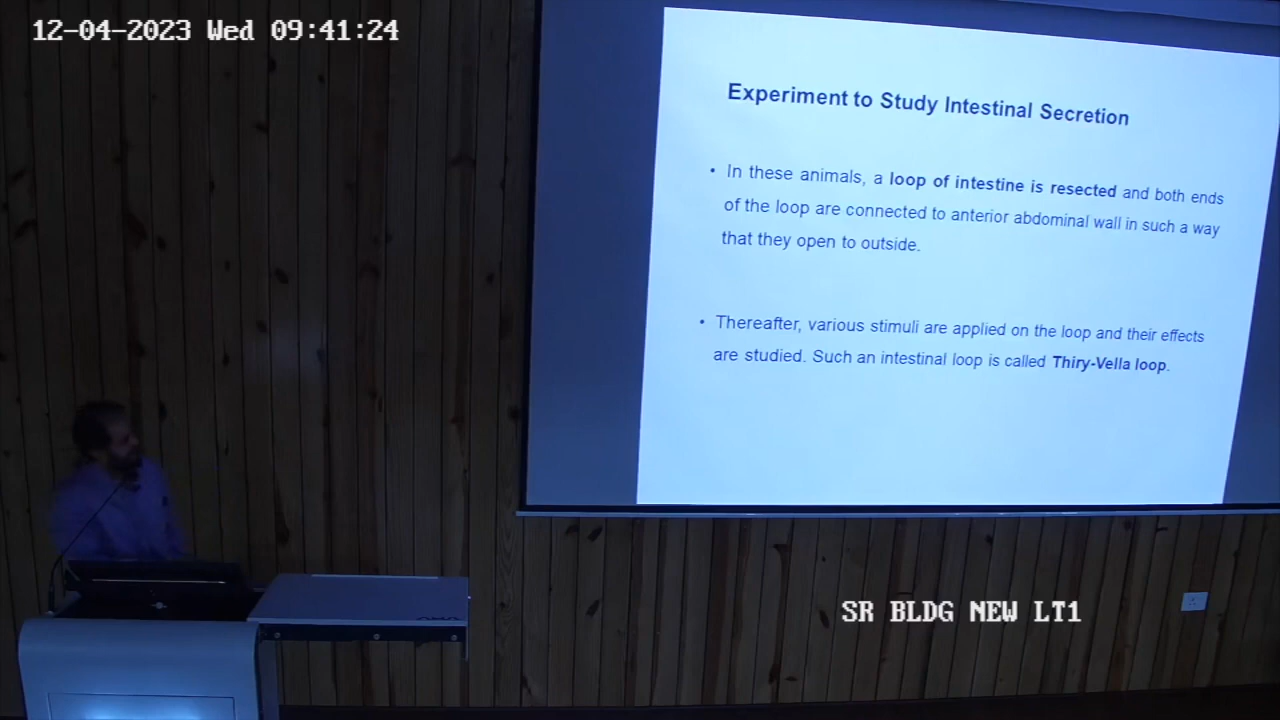 12-04-2023 Wed 09:41:24
Experiment to Study Intestinal Secretion
• In these animals, a loop of intestine is resected and both ends
of the loop are connected to anterior abdominal wall in such a way
that they open to outside.
• Thereafter, various stimuli are applied on the loop and their effects
are studied. Such an intestinal loop is called Thiry-Vella loop.
SR BLDG NEW LT1